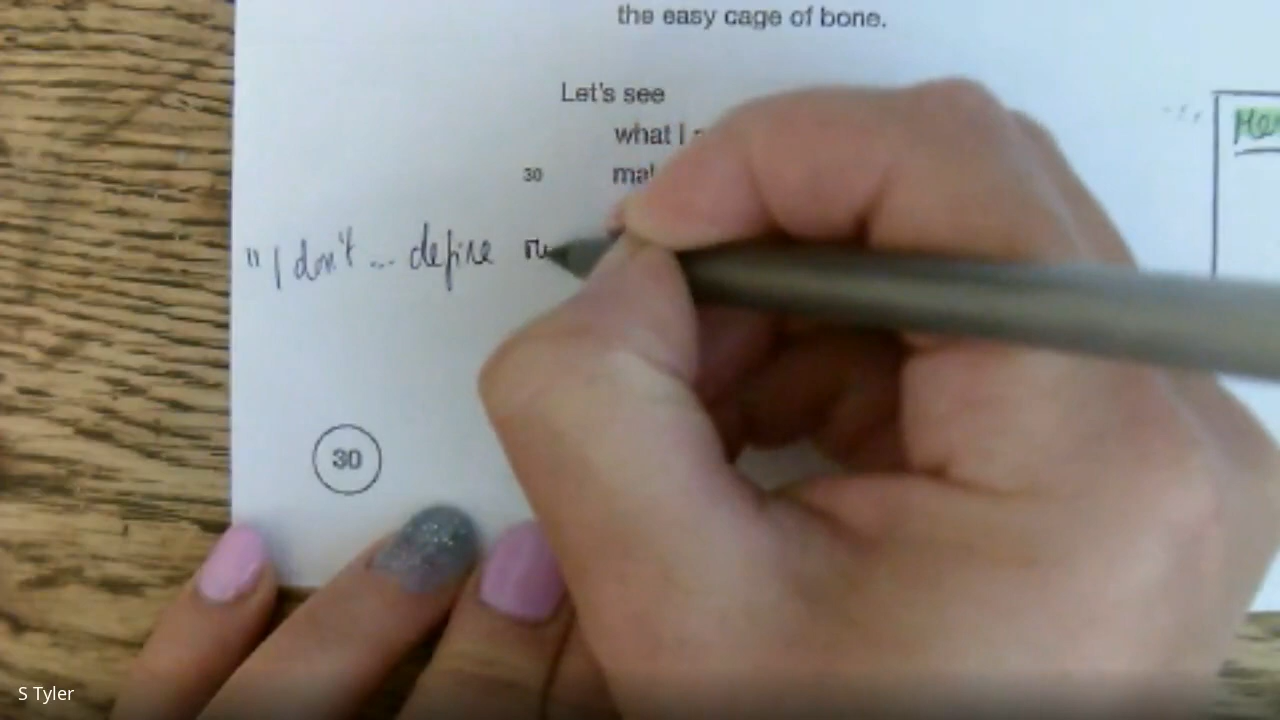 the easy cage of bone.
Let's see
what I
30
"I don't ... define
30
S Tyler